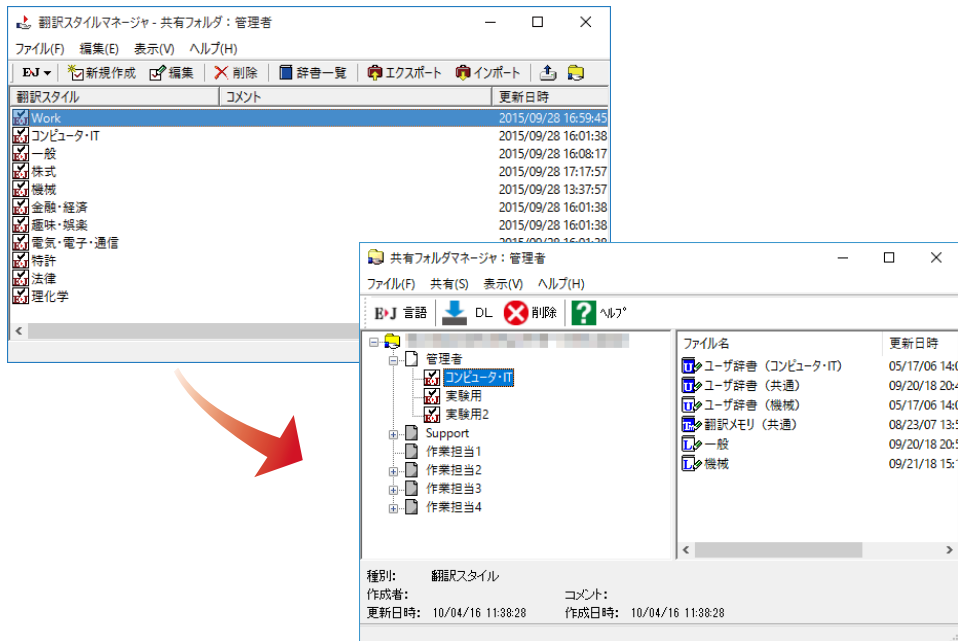 翻訳スタイルマネージャ - 共有フォルダ：管理者
ファイル(F) 編集(E) 表示(V) ヘルプ(H)
E›J 新規作成 編集 削除 辞書一覧 エクスポート インポート
翻訳スタイル コメント 更新日時
Work 2015/09/28 16:59:45
コンピュータ・IT 2015/09/28 16:01:38
一般 2015/09/28 16:08:17
株式 2015/09/28 17:17:57
機械 2015/09/28 13:37:57
金融・経済 2015/09/28 16:01:38
趣味・娯楽 2015/09/28 16:01:38
電気・電子・通信 2015/09/28 16:01:38
特許
法律
理化学
共有フォルダマネージャ：管理者
ファイル(F) 共有(S) 表示(V) ヘルプ(H)
E›J 言語 DL 削除 ヘルプ
管理者
コンピュータ・IT
実験用
実験用2
Support
作業担当1
作業担当2
作業担当3
作業担当4
ファイル名 更新日時
ユーザ辞書（コンピュータ・IT） 05/17/06 14:0
ユーザ辞書（共通） 09/20/18 20:4
ユーザ辞書（機械） 05/17/06 14:0
翻訳メモリ（共通） 08/23/07 13:5
一般 09/20/18 20:5
機械 09/21/18 15:1
種別: 翻訳スタイル
作成者: コメント:
更新日時: 10/04/16 11:38:28 作成日時: 10/04/16 11:38:28